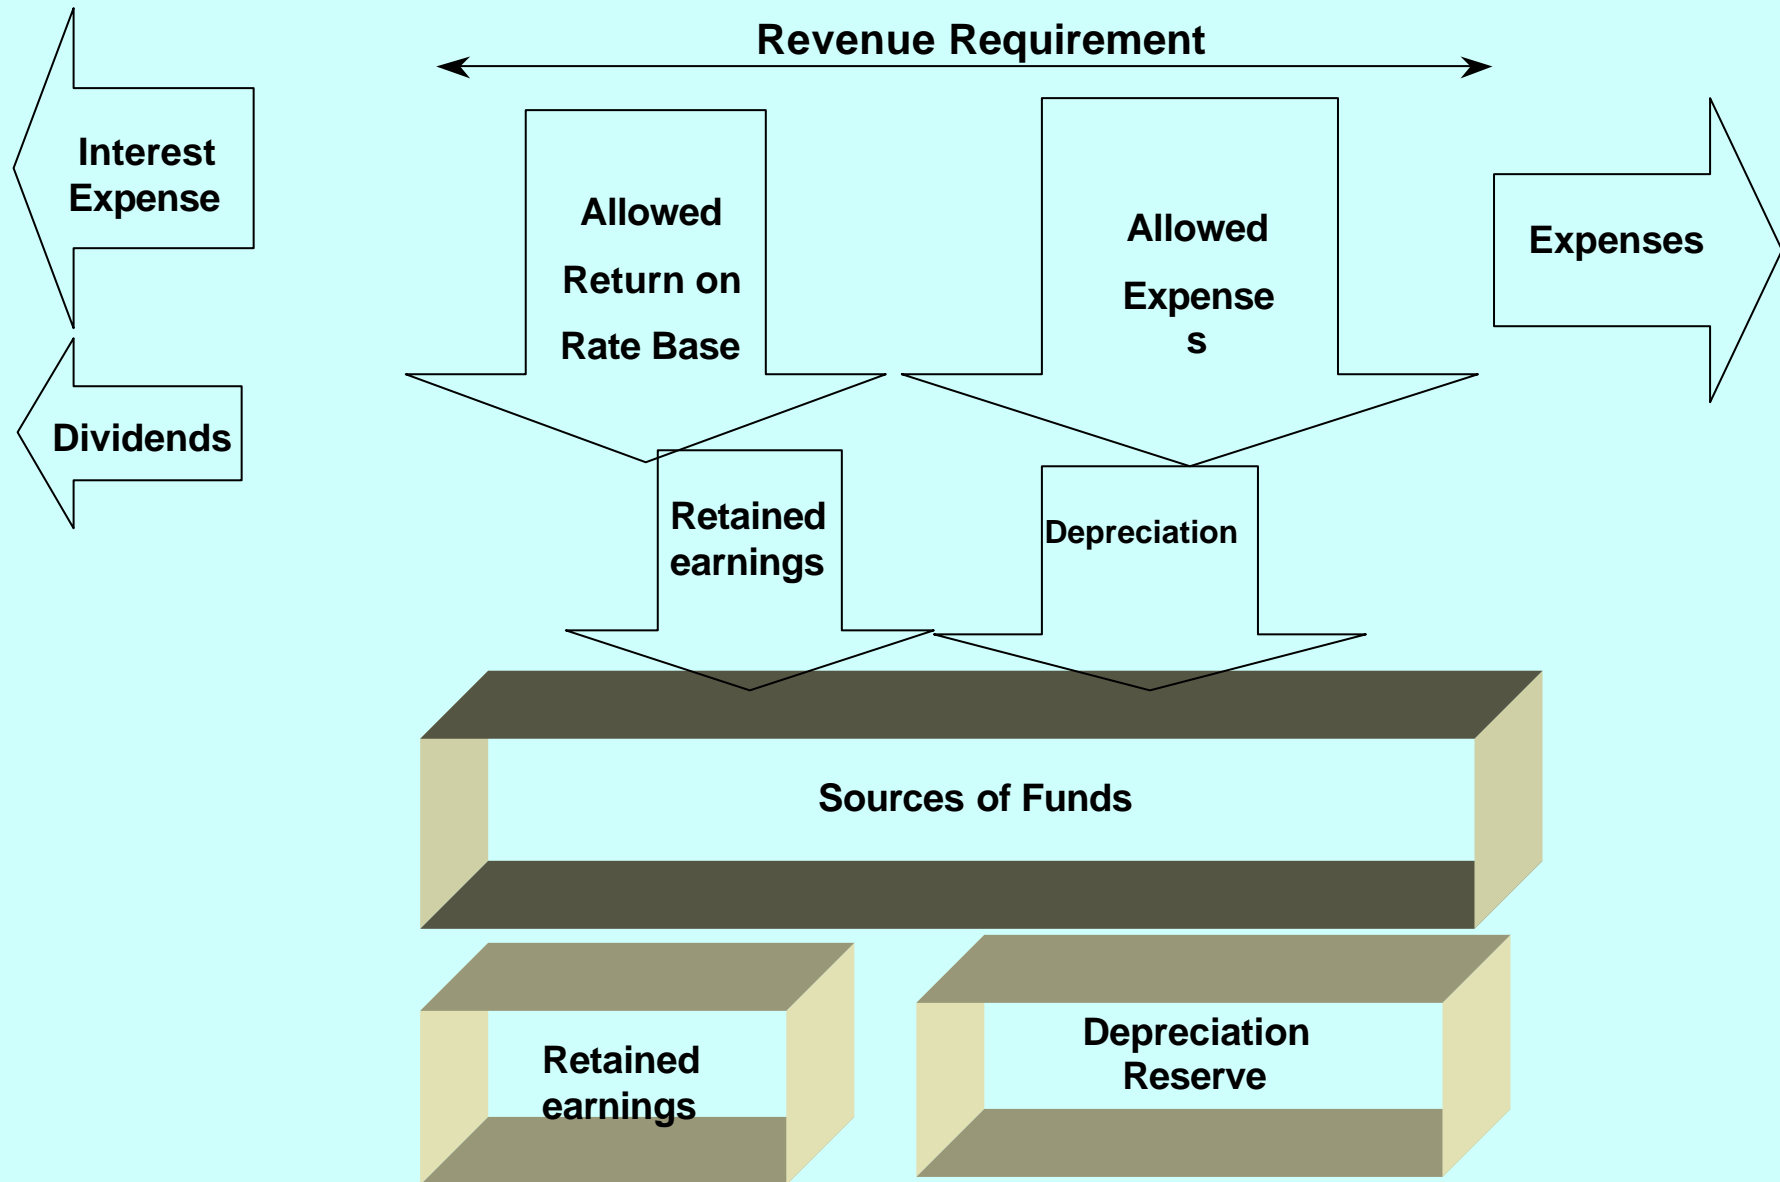 Revenue Requirement
Interest
Expense
Allowed
Return on
Rate Base
Allowed
Expense
s
Expenses
Dividends
Retained
earnings
Depreciation
Sources of Funds
Retained
earnings
Depreciation
Reserve